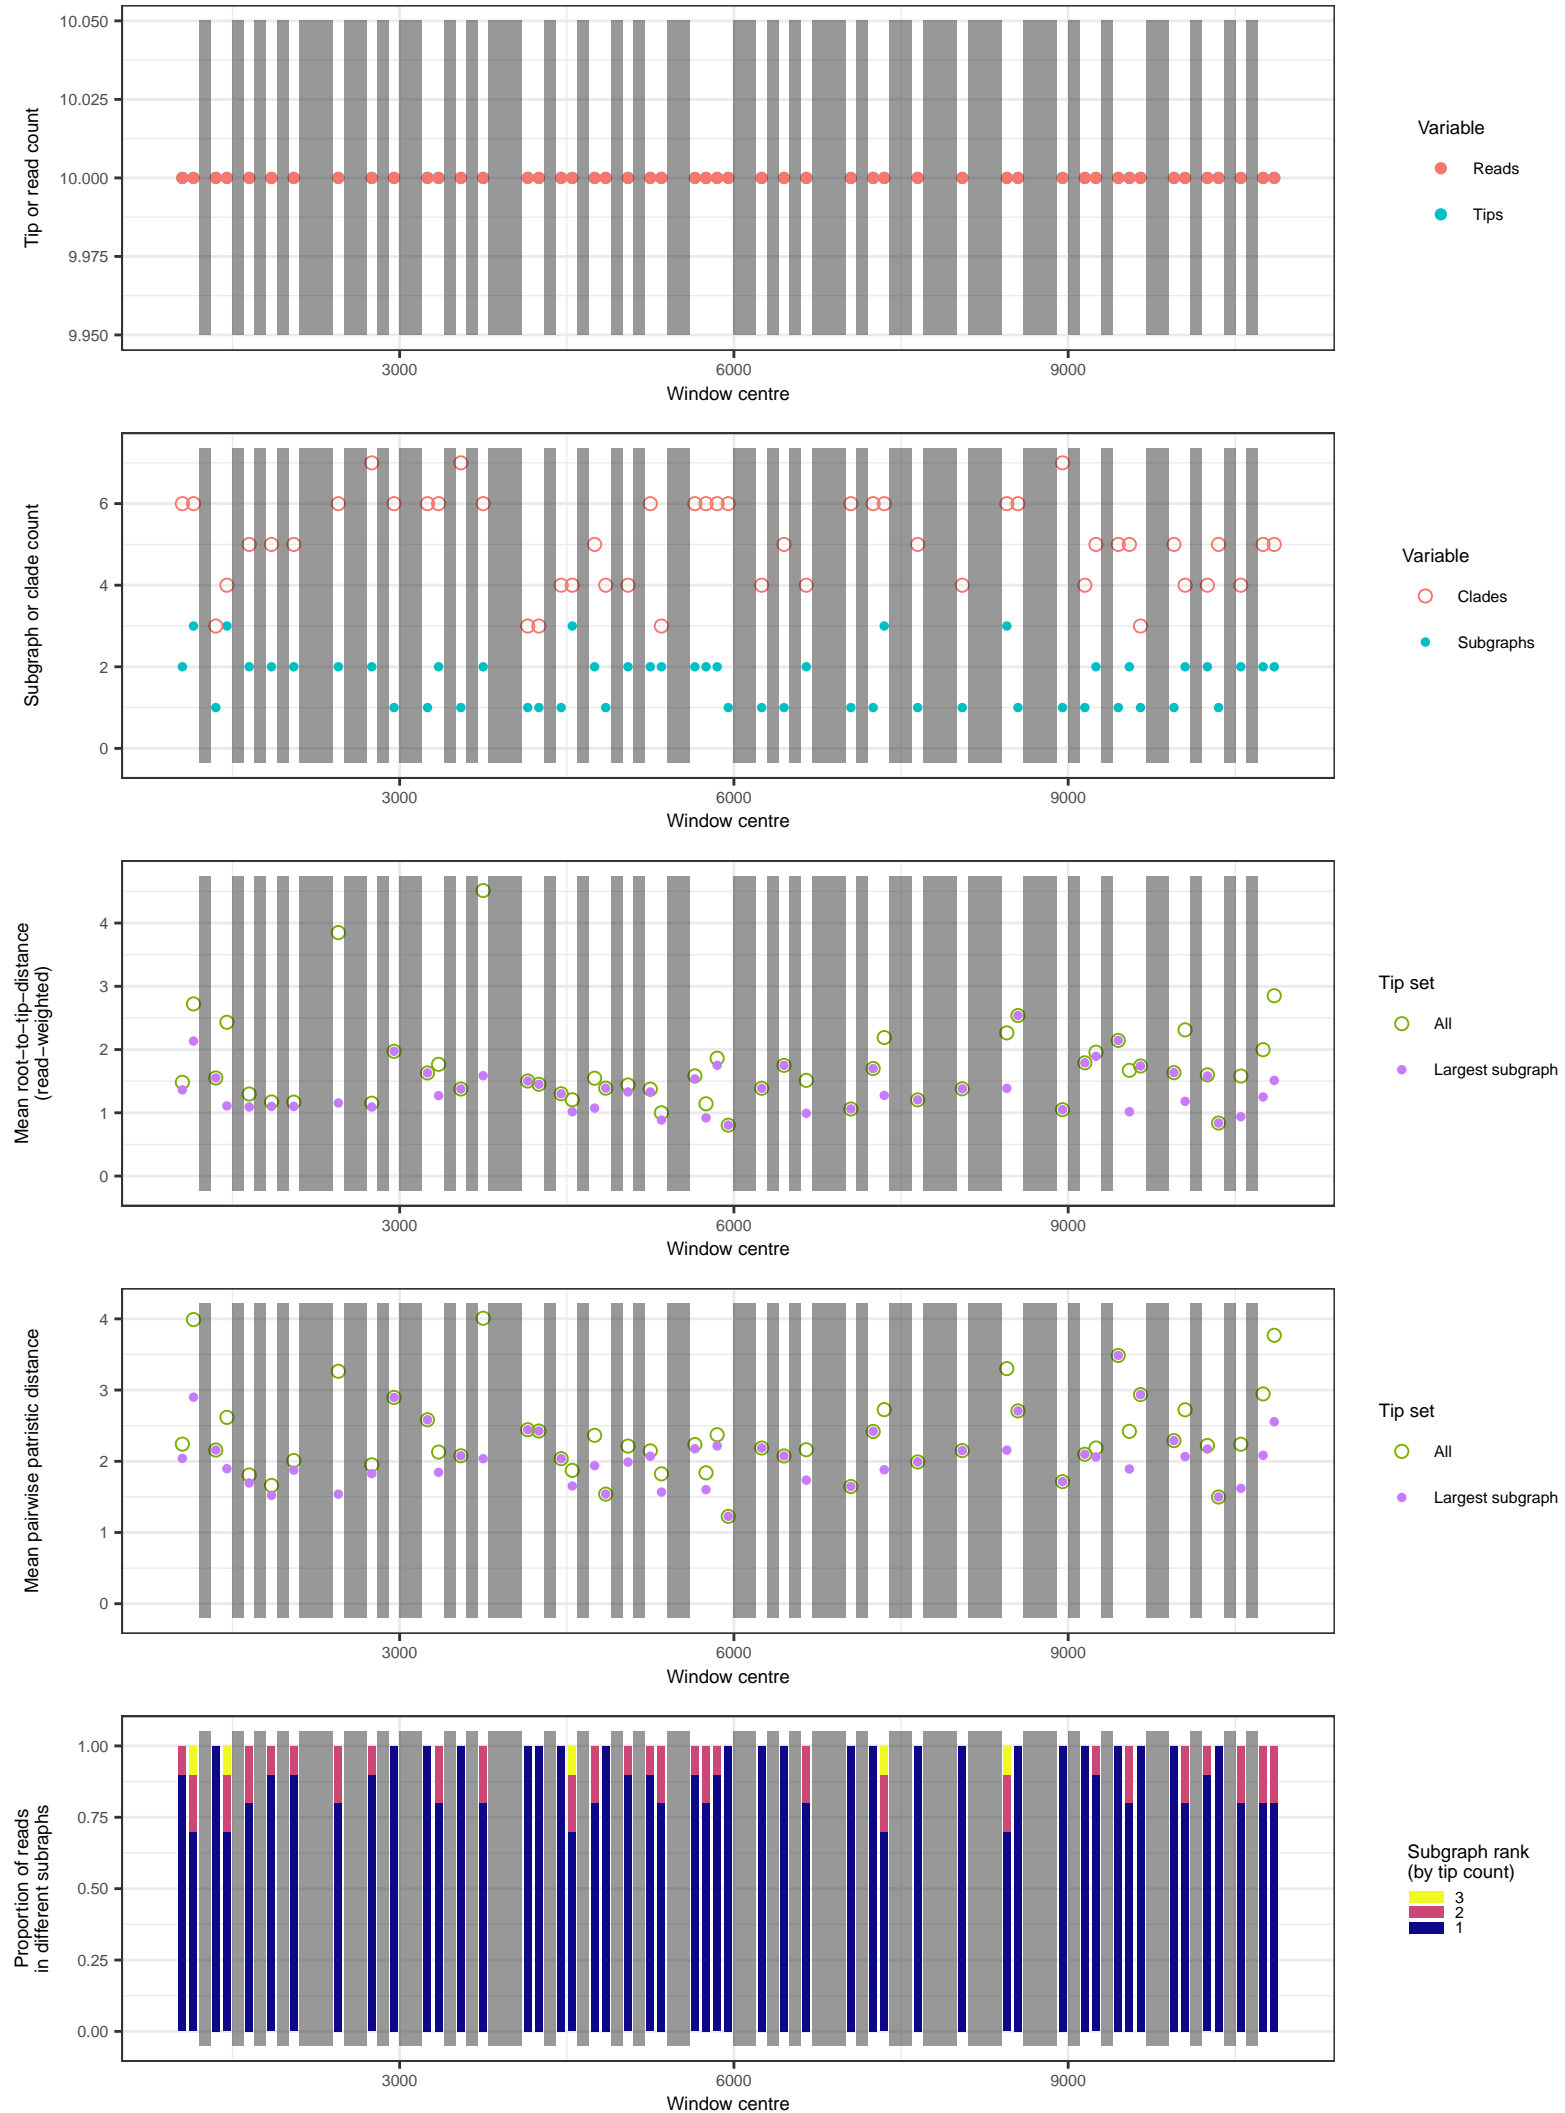 10.050
10.025
10.000
9.975
9.950
Tip or read count
3000
6000
9000
Window centre
Variable
Reads
Tips
6
4
2
0
Subgraph or clade count
3000
6000
9000
Window centre
Variable
Clades
Subgraphs
4
3
2
1
0
Mean root−to−tip−distance
(read−weighted)
3000
6000
9000
Window centre
Tip set
All
Largest subgraph
4
3
2
1
0
Mean pairwise patristic distance
3000
6000
9000
Window centre
Tip set
All
Largest subgraph
1.00
0.75
0.50
0.25
0.00
Proportion of reads
in different subraphs
3000
6000
9000
Window centre
Subgraph rank
(by tip count)
3
2
1